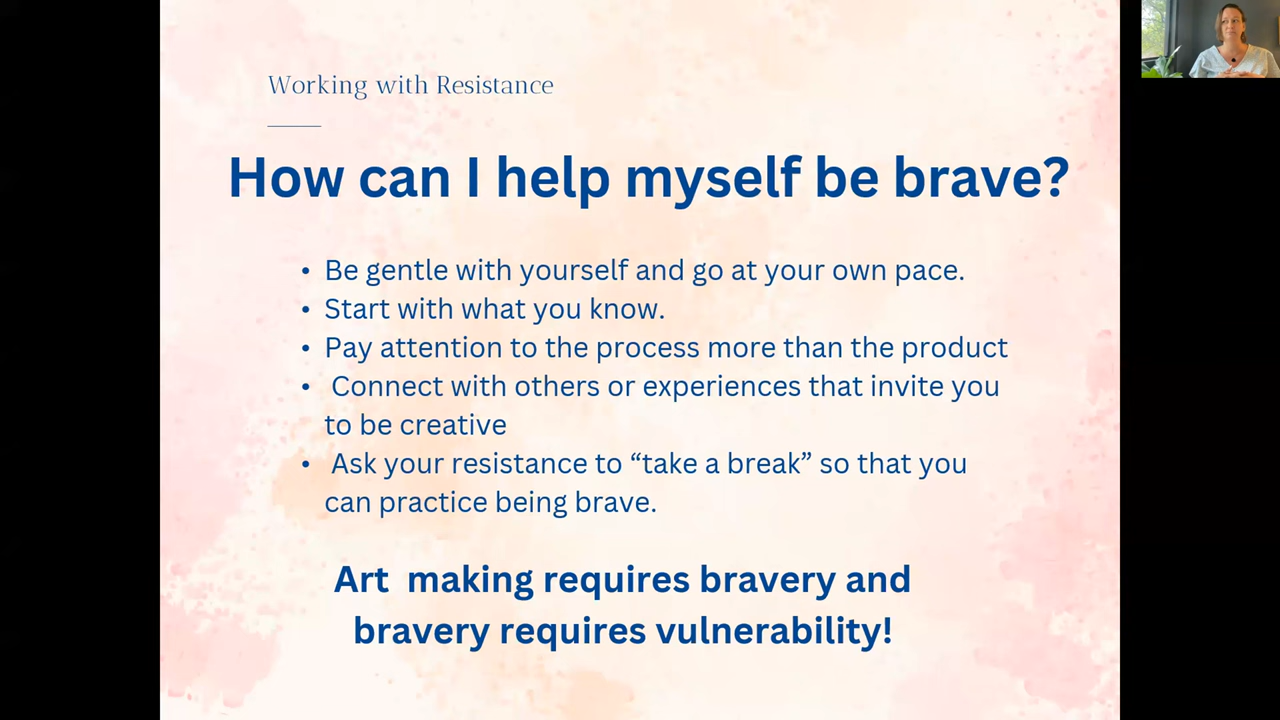 Working with Resistance
How can I help myself be brave?
• Be gentle with yourself and go at your own pace.
• Start with what you know.
• Pay attention to the process more than the product
• Connect with others or experiences that invite you
to be creative
• Ask your resistance to “take a break” so that you
can practice being brave.
Art making requires bravery and
bravery requires vulnerability!